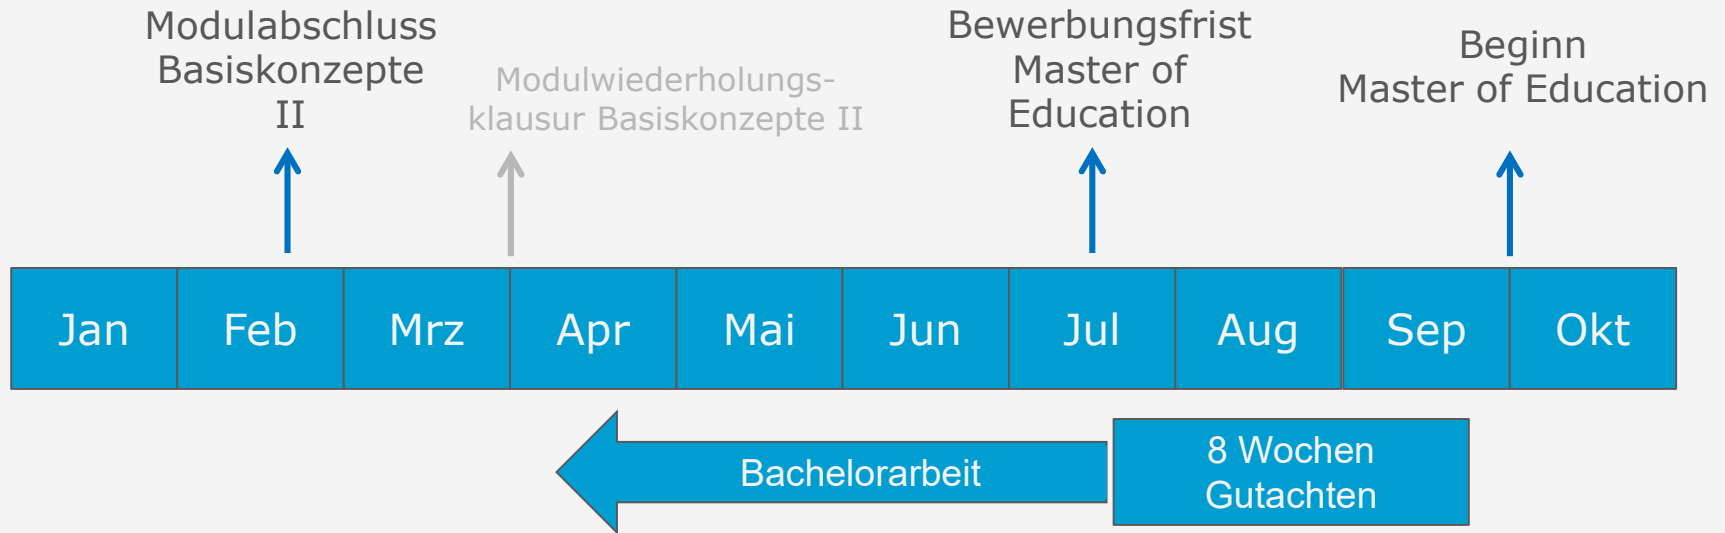 Modulabschluss
Basiskonzepte
II
Modulwiederholungs-
klausur Basiskonzepte II
Bewerbungsfrist
Master of
Education
Beginn
Master of Education
Jan
Feb
Mrz
Apr
Mai
Jun
Jul
Aug
Sep
Okt
Bachelorarbeit
8 Wochen
Gutachten